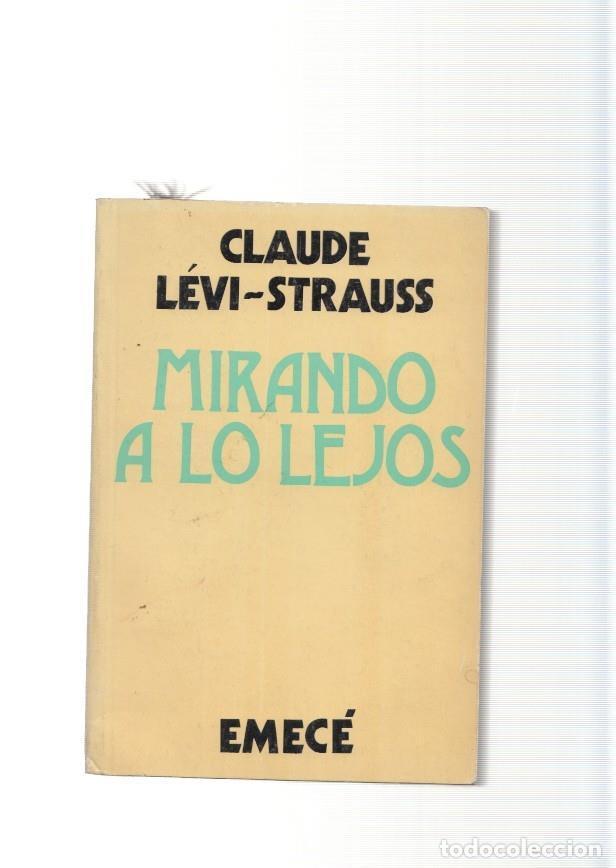 CLAUDE
LÉVI-STRAUSS
MIRANDO
A LO LEJOS
EMECÉ
todocoleccion